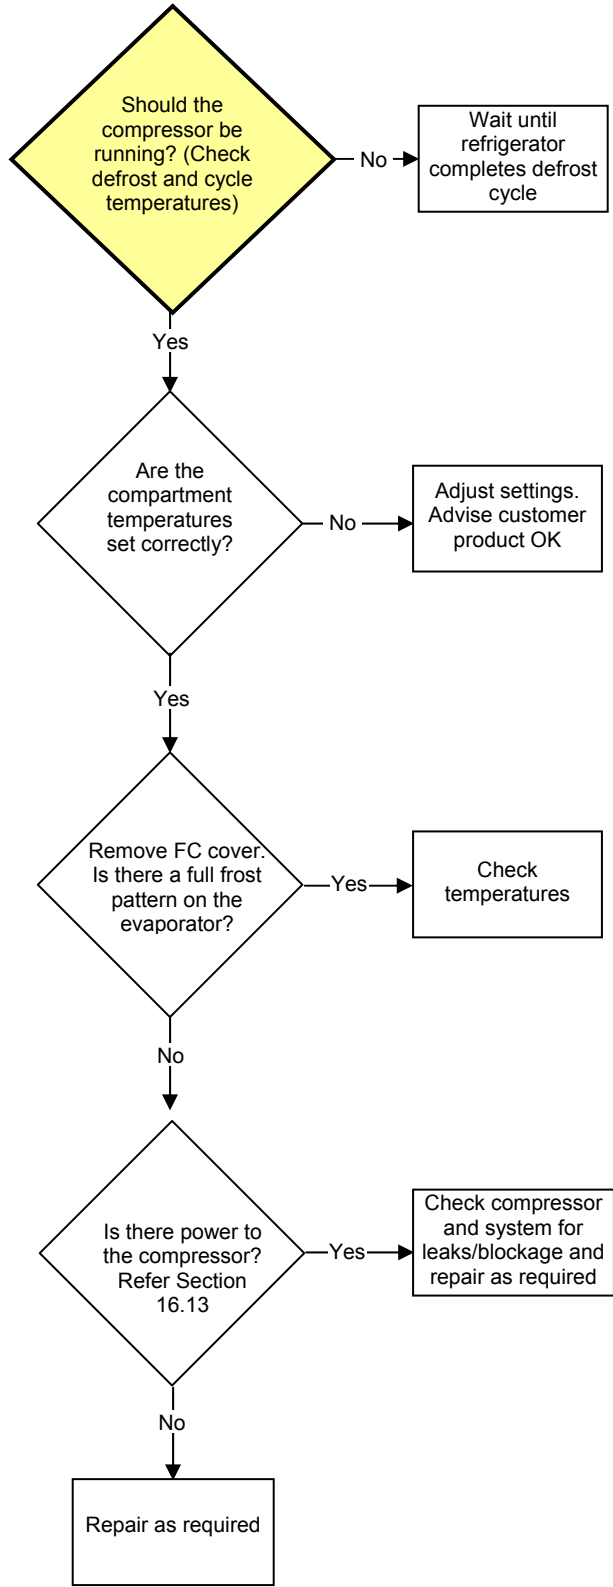 Should the
compressor be
running? (Check
defrost and cycle
temperatures)
No
Wait until
refrigerator
completes defrost
cycle
Yes
Are the
compartment
temperatures
set correctly?
No
Adjust settings.
Advise customer
product OK
Yes
Remove FC cover.
Is there a full frost
pattern on the
evaporator?
Yes
Check
temperatures
No
Is there power to
the compressor?
Refer Section
16.13
Yes
Check compressor
and system for
leaks/blockage and
repair as required
No
Repair as required